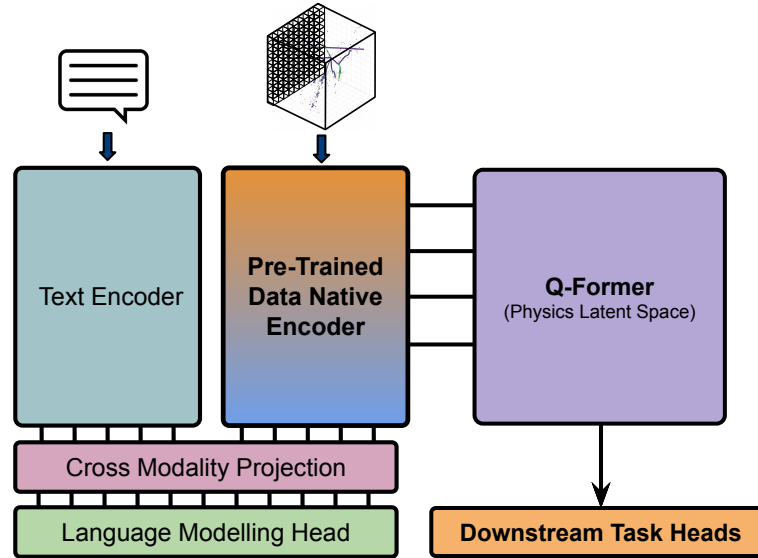 Text Encoder
Pre-Trained
Data Native
Encoder
Q-Former
(Physics Latent Space)
Cross Modality Projection
Language Modelling Head
Downstream Task Heads